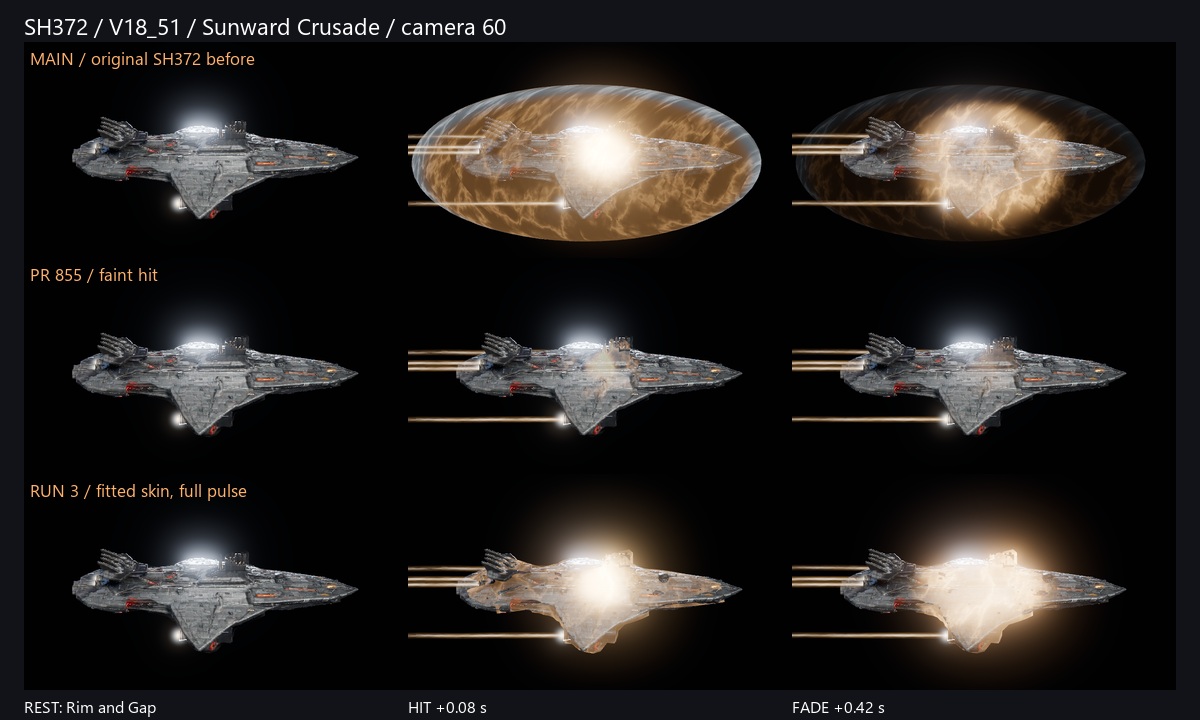 SH372 / V18_51 / Sunward Crusade / camera 60
MAIN / original SH372 before
PR 855 / faint hit
RUN 3 / fitted skin, full pulse
REST: Rim and Gap
HIT +0.08 s
FADE +0.42 s